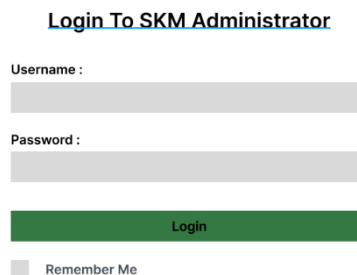 Login To SKM Administrator
Username :
Password :
Login
Remember Me